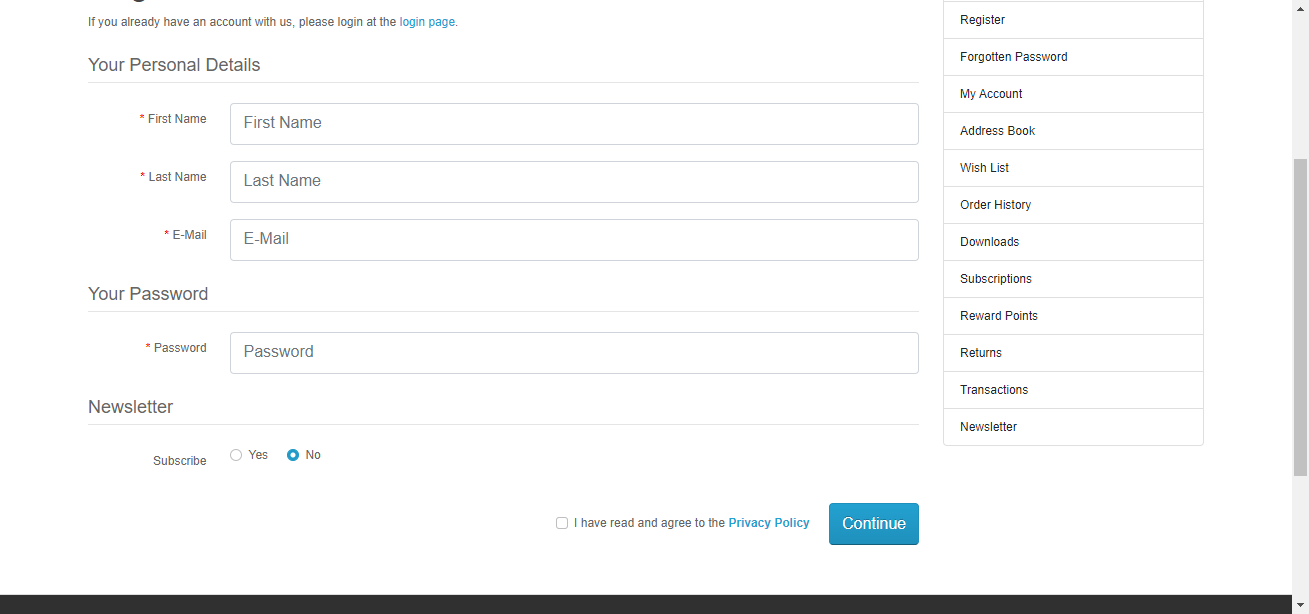 If you already have an account with us, please login at the login page.
Your Personal Details
* First Name
First Name
* Last Name
Last Name
* E-Mail
E-Mail
Your Password
* Password
Password
Newsletter
Subscribe
Yes
No
I have read and agree to the Privacy Policy
Continue
Register
Forgotten Password
My Account
Address Book
Wish List
Order History
Downloads
Subscriptions
Reward Points
Returns
Transactions
Newsletter